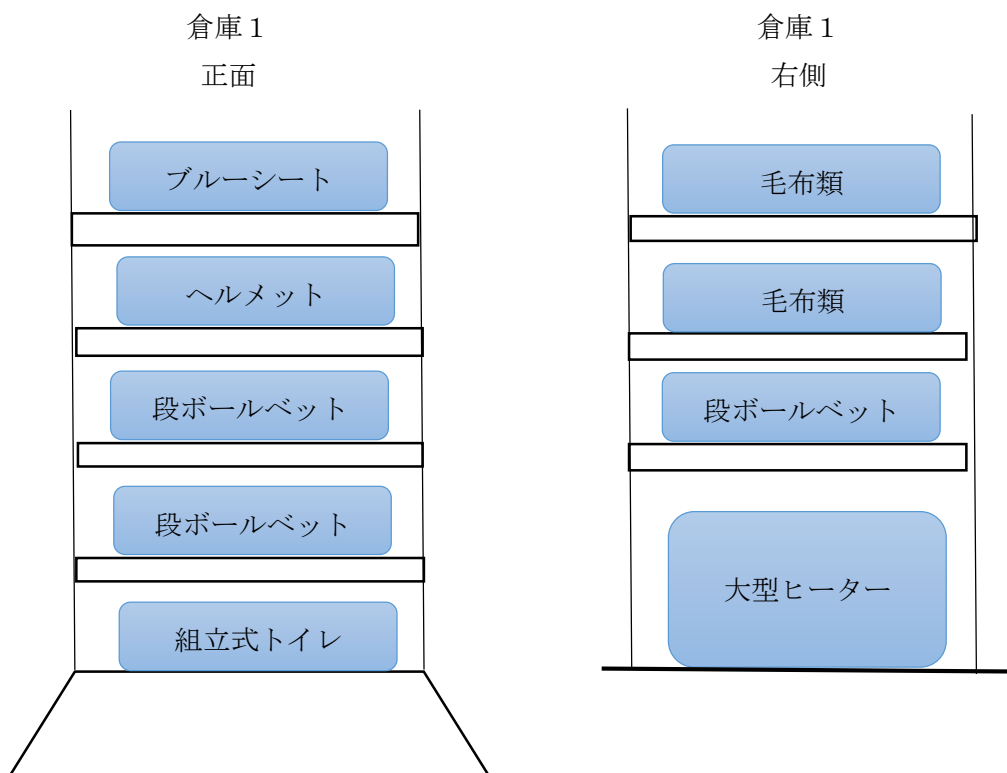 倉庫１
正面
ブルーシート
ヘルメット
段ボールベット
段ボールベット
組立式トイレ
倉庫１
右側
毛布類
毛布類
段ボールベット
大型ヒーター